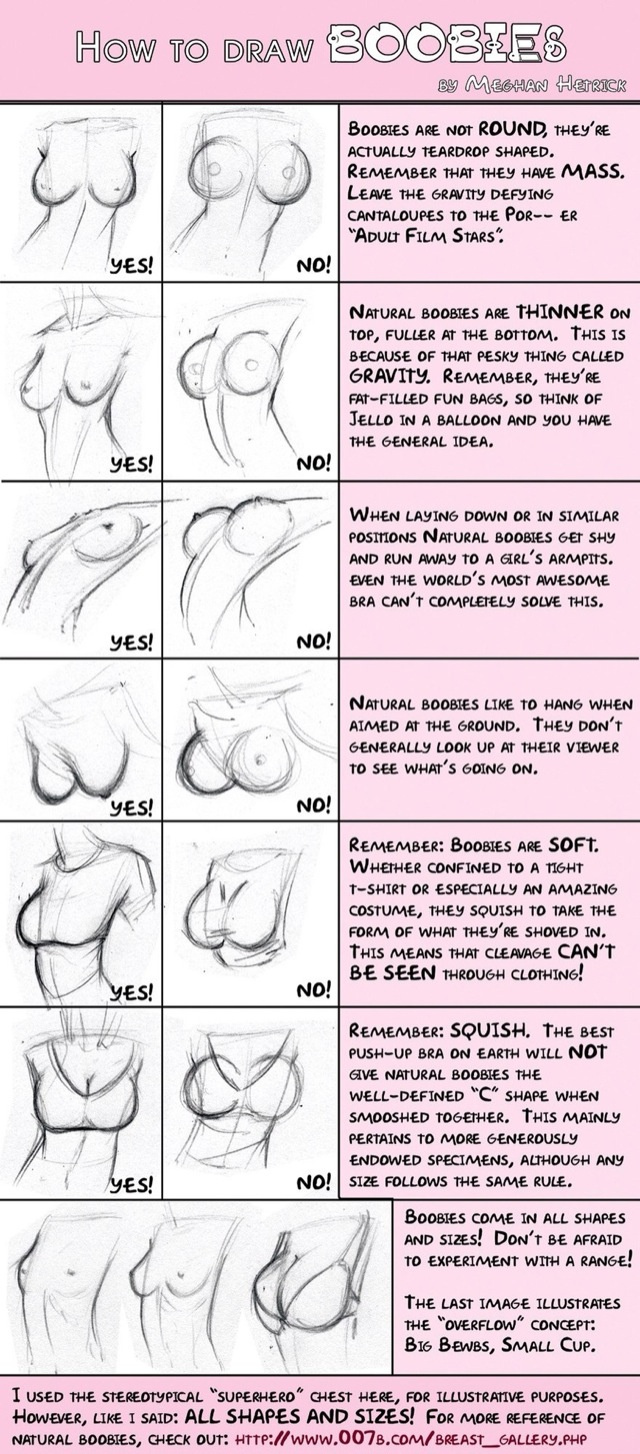 How to draw BOOBIES
by Meghan Hetrick
Boobies are not ROUND, they're
actually teardrop shaped.
Remember that they have MASS.
Leave the gravity defying
cantaloupes to the Por-- er
"Adult Film Stars".
YES!
NO!
Natural boobies are THINNER on
top, fuller at the bottom. This is
because of that pesky thing called
GRAVITY. Remember, they're
fat-filled fun bags, so think of
Jello in a balloon and you have
the general idea.
YES!
NO!
When laying down or in similar
positions Natural boobies get shy
and run away to a girl's armpits.
even the world's most awesome
bra can't completely solve this.
YES!
NO!
Natural boobies like to hang when
aimed at the ground. They don't
generally look up at their viewer
to see what's going on.
YES!
NO!
Remember: Boobies are SOFT.
Whether confined to a tight
t-shirt or especially an amazing
costume, they squish to take the
form of what they're shoved in.
This means that cleavage CAN'T
BE SEEN through clothing!
YES!
NO!
Remember: SQUISH. The best
push-up bra on earth will NOT
give natural boobies the
well-defined "C" shape when
smooshed together. This mainly
pertains to more generously
endowed specimens, although any
size follows the same rule.
YES!
NO!
Boobies come in all shapes
and sizes! Don't be afraid
to experiment with a range!
The last image illustrates
the "overflow" concept:
Big Bewbs, Small Cup.
I used the stereotypical "superhero" chest here, for illustrative purposes.
However, like I said: ALL SHAPES AND SIZES! For more reference of
natural boobies, check out: http://www.007b.com/breast_gallery.php